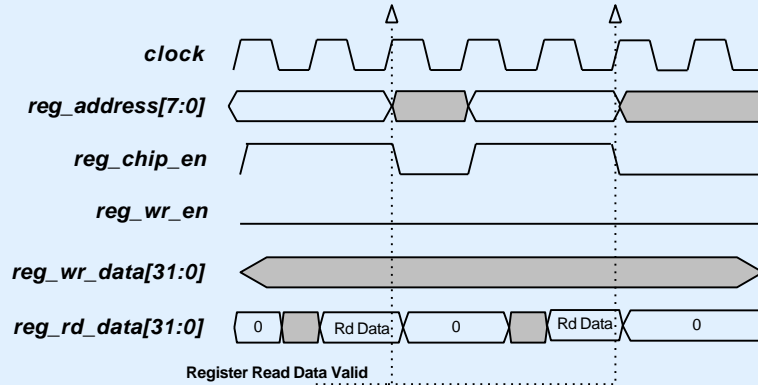 clock
reg_address[7:0]
reg_chip_en
reg_wr_en
reg_wr_data[31:0]
reg_rd_data[31:0]
0 Rd Data 0 Rd Data 0
Register Read Data Valid